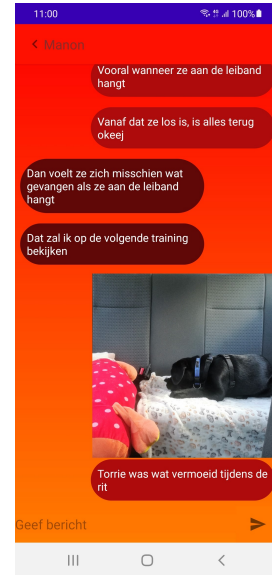 11:00
100%
Manon
Vooral wanneer ze aan de leiband
hangt
Vanaf dat ze los is, is alles terug
okeej
Dan voelt ze zich misschien wat
gevangen als ze aan de leiband
hangt
Dat zal ik op de volgende training
bekijken
Torrie was wat vermoeid tijdens de
rit
Geef bericht